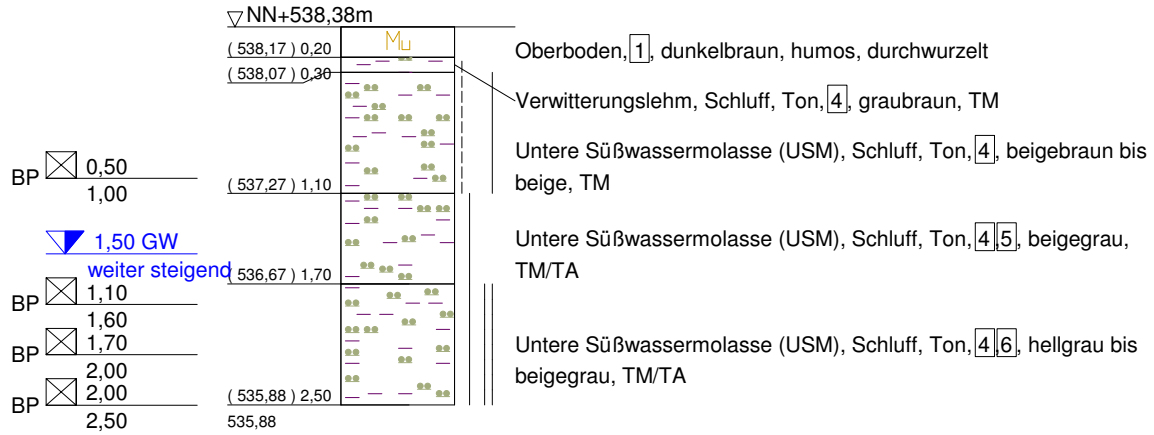 NN+538,38m
Mu
( 538,17 ) 0,20
Oberboden, 1, dunkelbraun, humos, durchwurzelt
( 538,07 ) 0,30
Verwitterungslehm, Schluff, Ton, 4, graubraun, TM
Untere Süßwassermolasse (USM), Schluff, Ton, 4, beigebraun bis
beige, TM
BP 0,50
1,00
( 537,27 ) 1,10
Untere Süßwassermolasse (USM), Schluff, Ton, 4,5, beigegrau,
TM/TA
1,50 GW
weiter steigend
( 536,67 ) 1,70
BP 1,10
1,60
BP 1,70
2,00
Untere Süßwassermolasse (USM), Schluff, Ton, 4,6, hellgrau bis
beigegrau, TM/TA
BP 2,00
2,50
( 535,88 ) 2,50
535,88